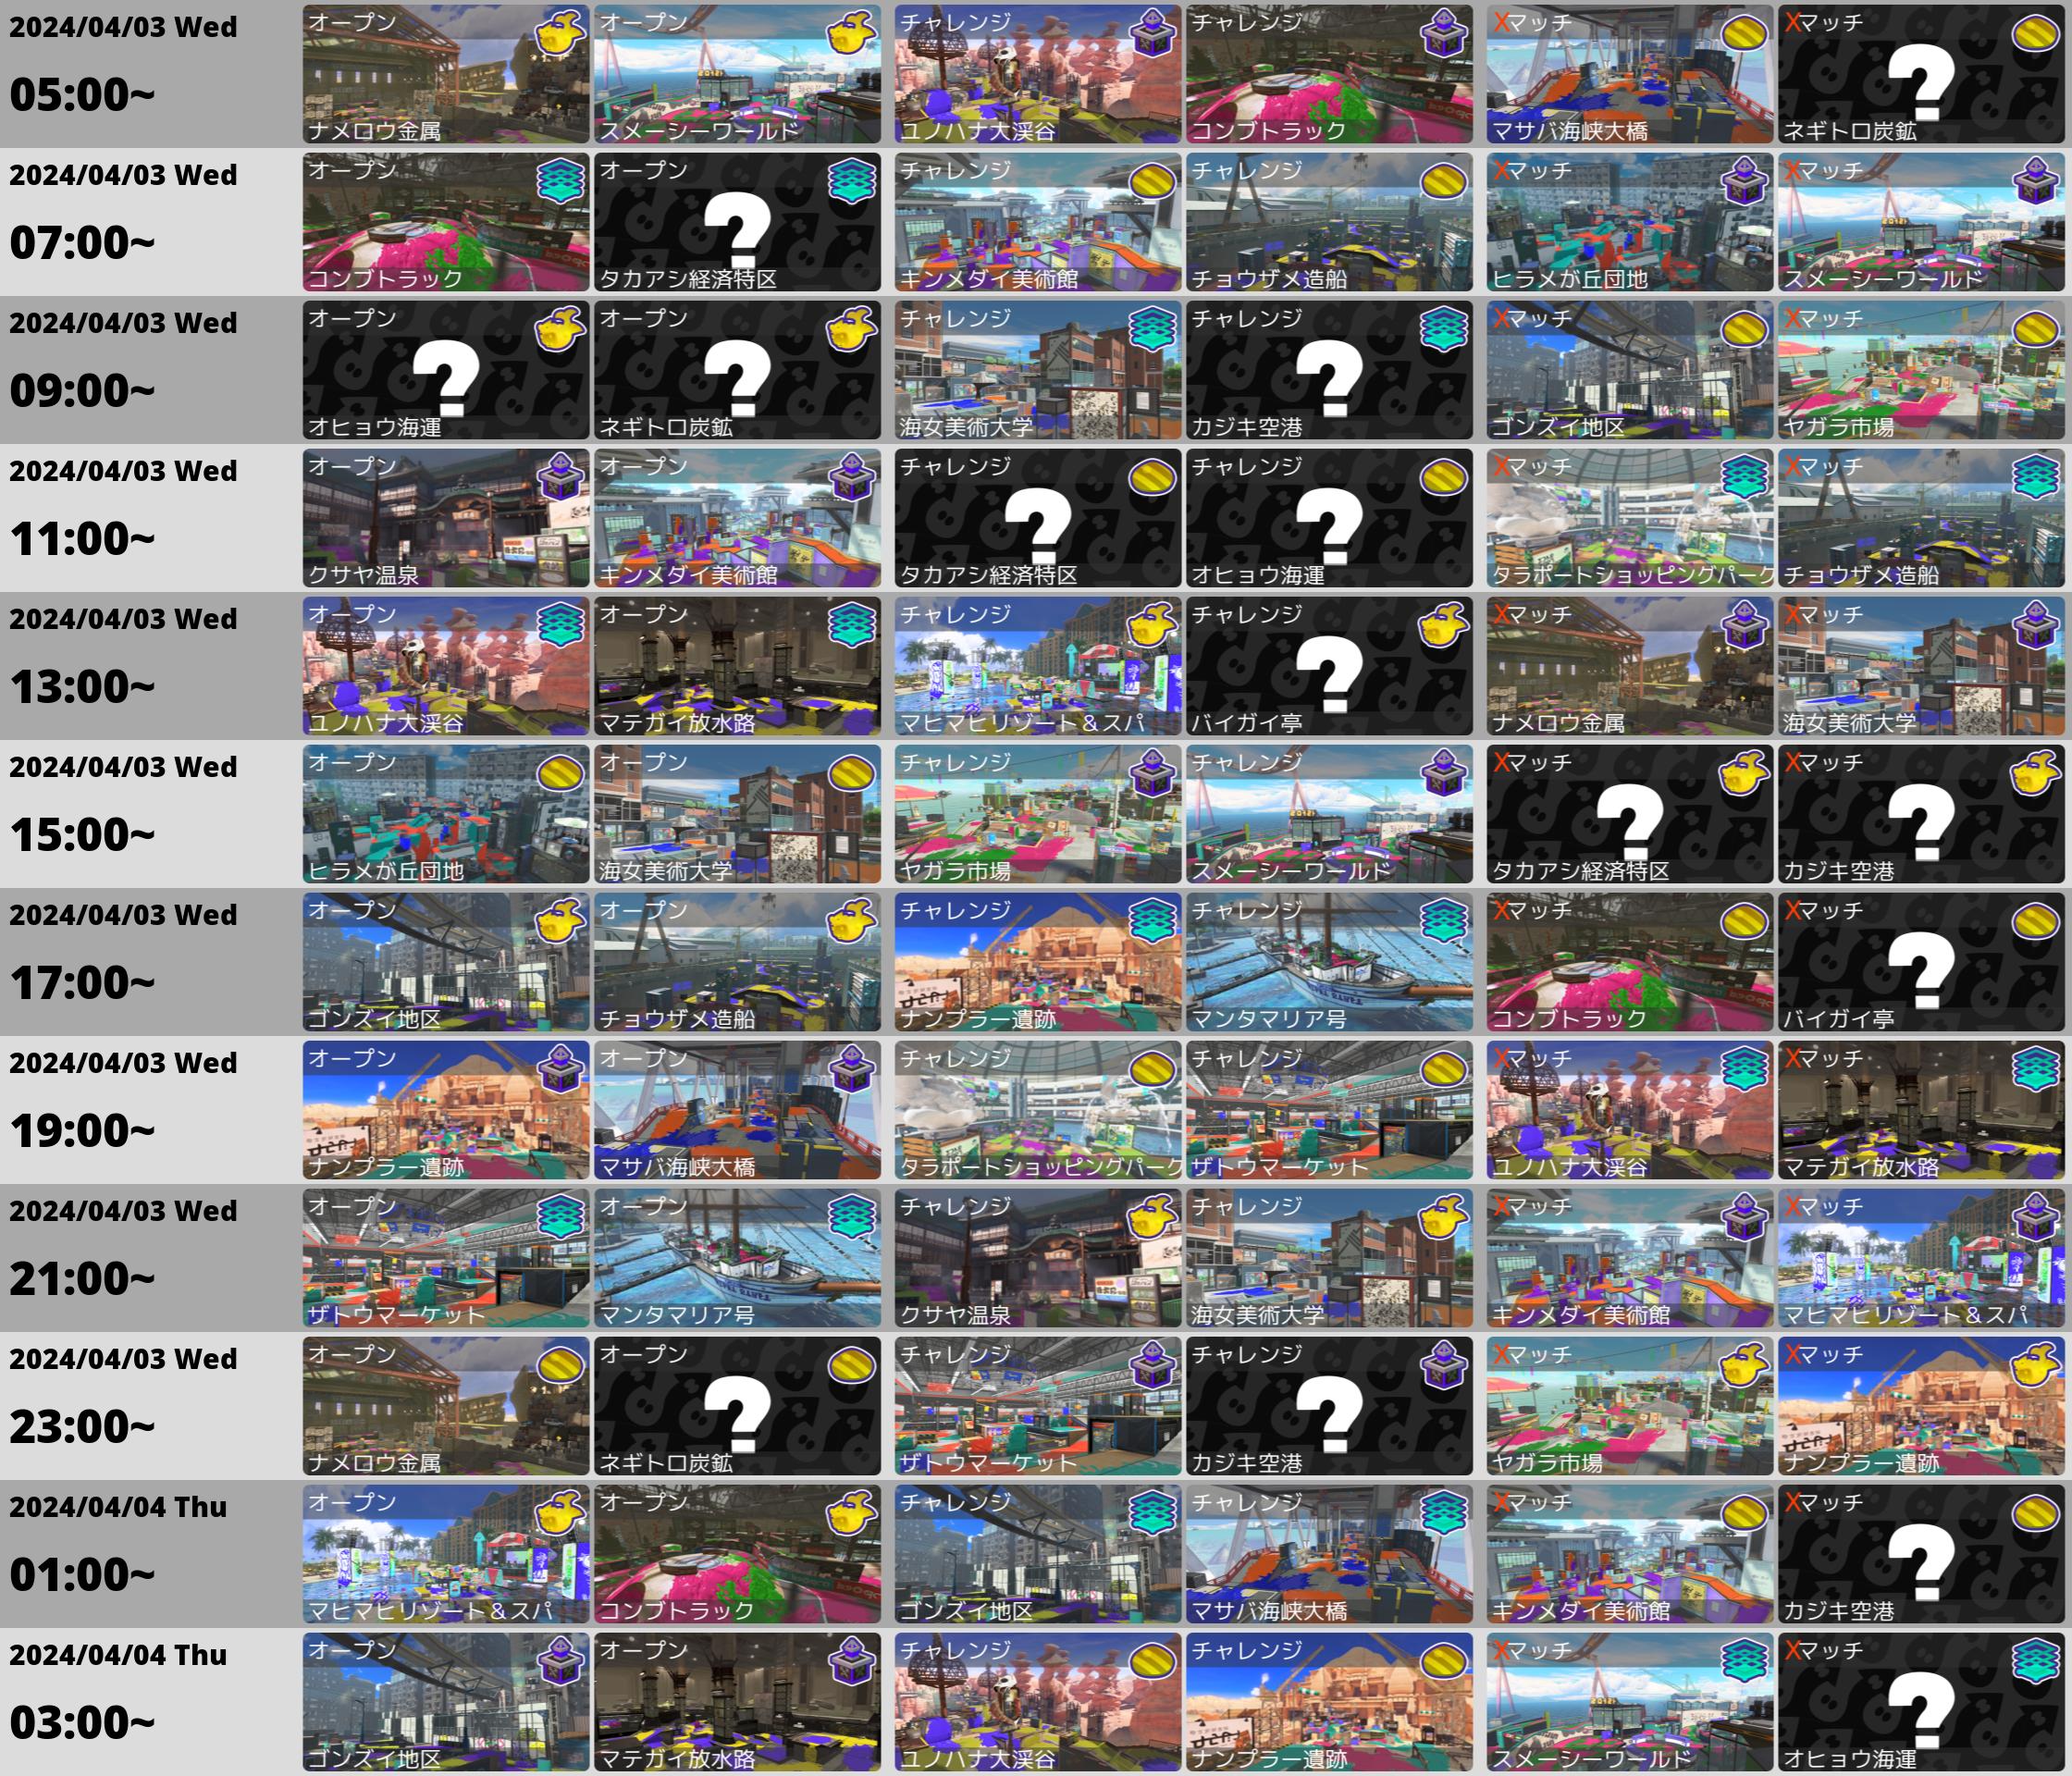 2024/04/03 Wed
05:00~
オープン
ナメロウ金属
オープン
スメーシーワールド
チャレンジ
ユノハナ大渓谷
チャレンジ
コンブトラック
Xマッチ
マサバ海峡大橋
Xマッチ
ネギトロ炭鉱
2024/04/03 Wed
07:00~
オープン
コンブトラック
オープン
タカアシ経済特区
チャレンジ
キンメダイ美術館
チャレンジ
チョウザメ造船
Xマッチ
ヒラメが丘団地
Xマッチ
スメーシーワールド
2024/04/03 Wed
09:00~
オープン
オヒョウ海運
オープン
ネギトロ炭鉱
チャレンジ
海女美術大学
チャレンジ
カジキ空港
Xマッチ
ゴンズイ地区
Xマッチ
ヤガラ市場
2024/04/03 Wed
11:00~
オープン
クサヤ温泉
オープン
キンメダイ美術館
チャレンジ
タカアシ経済特区
チャレンジ
オヒョウ海運
Xマッチ
タラポートショッピングパーク
Xマッチ
チョウザメ造船
2024/04/03 Wed
13:00~
オープン
ユノハナ大渓谷
オープン
マテガイ放水路
チャレンジ
マヒマヒリゾート＆スパ
チャレンジ
バイガイ亭
Xマッチ
ナメロウ金属
Xマッチ
海女美術大学
2024/04/03 Wed
15:00~
オープン
ヒラメが丘団地
オープン
海女美術大学
チャレンジ
ヤガラ市場
チャレンジ
スメーシーワールド
Xマッチ
タカアシ経済特区
Xマッチ
カジキ空港
2024/04/03 Wed
17:00~
オープン
ゴンズイ地区
オープン
チョウザメ造船
チャレンジ
ナンプラー遺跡
チャレンジ
マンタマリア号
Xマッチ
コンブトラック
Xマッチ
バイガイ亭
2024/04/03 Wed
19:00~
オープン
ナンプラー遺跡
オープン
マサバ海峡大橋
チャレンジ
タラポートショッピングパーク
チャレンジ
ザトウマーケット
Xマッチ
ユノハナ大渓谷
Xマッチ
マテガイ放水路
2024/04/03 Wed
21:00~
オープン
ザトウマーケット
オープン
マンタマリア号
チャレンジ
クサヤ温泉
チャレンジ
海女美術大学
Xマッチ
キンメダイ美術館
Xマッチ
マヒマヒリゾート＆スパ
2024/04/03 Wed
23:00~
オープン
ナメロウ金属
オープン
ネギトロ炭鉱
チャレンジ
ザトウマーケット
チャレンジ
カジキ空港
Xマッチ
ヤガラ市場
Xマッチ
ナンプラー遺跡
2024/04/04 Thu
01:00~
オープン
マヒマヒリゾート＆スパ
オープン
コンブトラック
チャレンジ
ゴンズイ地区
チャレンジ
マサバ海峡大橋
Xマッチ
キンメダイ美術館
Xマッチ
カジキ空港
2024/04/04 Thu
03:00~
オープン
ゴンズイ地区
オープン
マテガイ放水路
チャレンジ
ユノハナ大渓谷
チャレンジ
ナンプラー遺跡
Xマッチ
スメーシーワールド
Xマッチ
オヒョウ海運